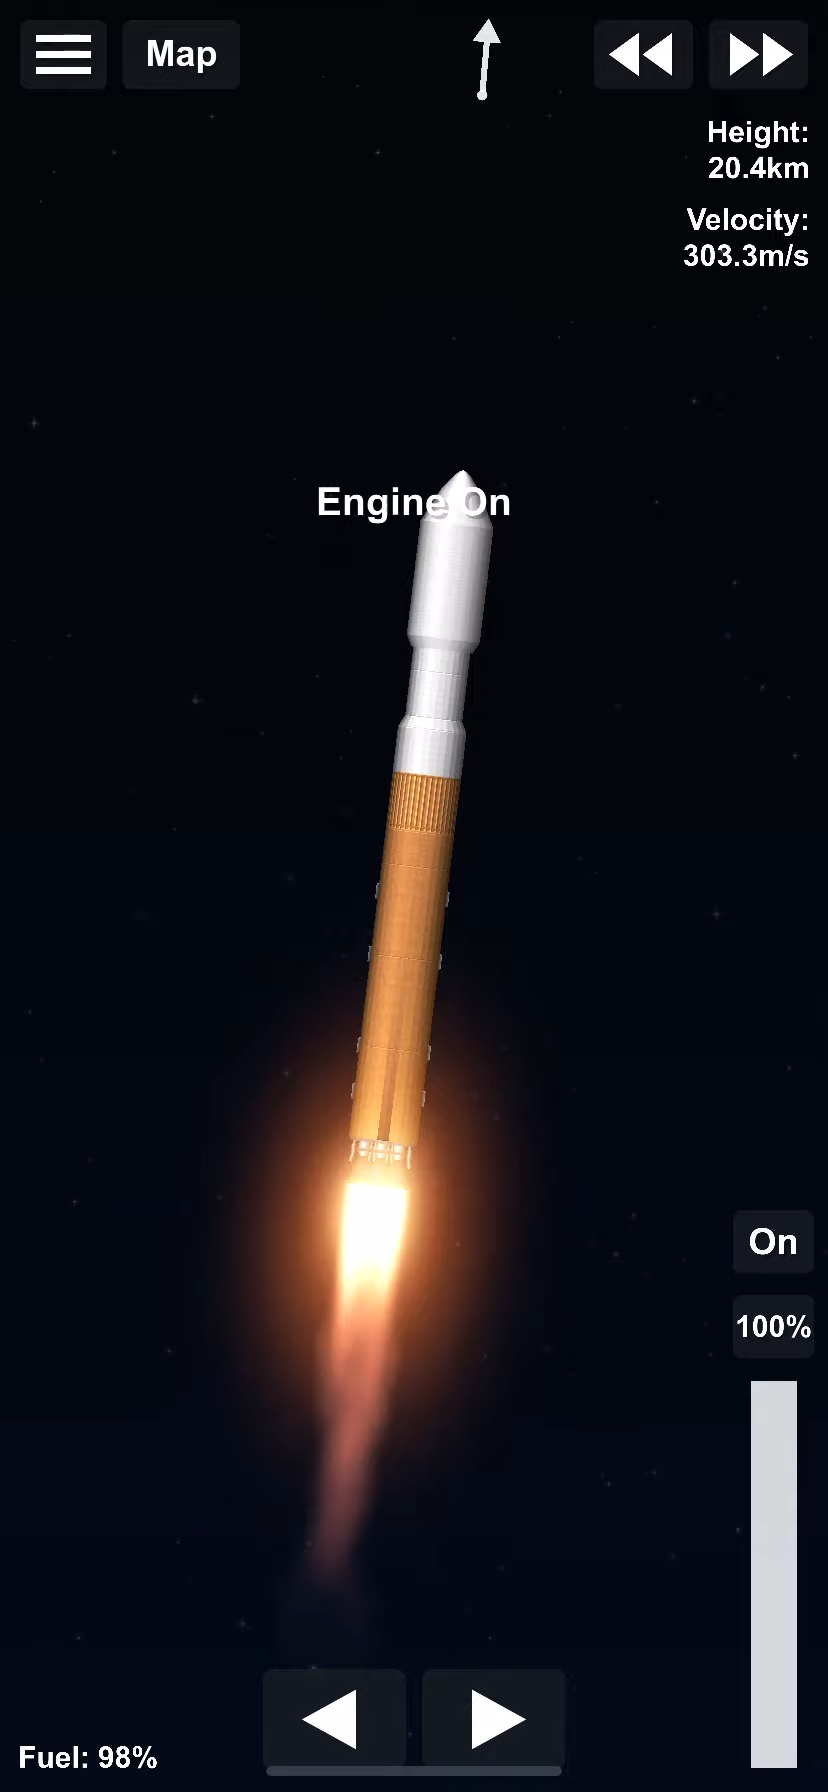 Map
Height:
20.4km
Velocity:
303.3m/s
Engine On
On
100%
Fuel: 98%